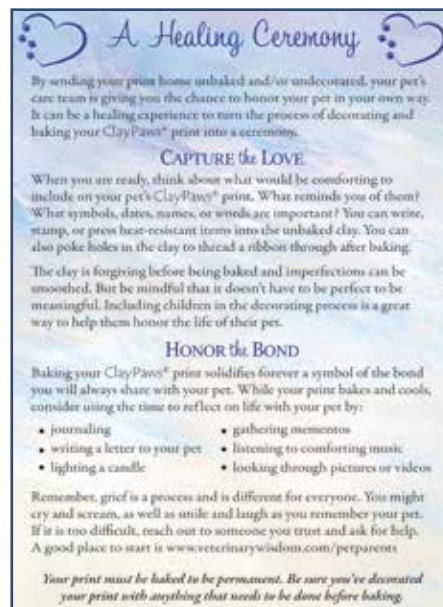 A Healing Ceremony
By sending your print home unbaked and/or undecorated, your pet's
care team is giving you the chance to honor your pet in your own way.
It can be a healing experience to turn the process of decorating and
baking your ClayPaws® print into a ceremony.
CAPTURE the LOVE
When you are ready, think about what would be comforting to
include on your pet's ClayPaws® print. What reminds you of them?
What symbols, dates, names, or words are important? You can write,
stamp, or press heat-resistant items into the unbaked clay. You can
also poke holes in the clay to thread a ribbon through after baking.
The clay is forgiving before being baked and imperfections can be
smoothed. But be mindful that it doesn't have to be perfect to be
meaningful. Including children in the decorating process is a great
way to help them honor the life of their pet.
HONOR the BOND
Baking your ClayPaws® print solidifies forever a symbol of the bond
you will always share with your pet. While your print bakes and cools,
consider using the time to reflect on life with your pet by:
• journaling
• writing a letter to your pet
• lighting a candle
• gathering mementos
• listening to comforting music
• looking through pictures or videos
Remember, grief is a process and is different for everyone. You might
cry and scream, as well as smile and laugh as you remember your pet.
If it is too difficult, reach out to someone you trust and ask for help.
A good place to start is www.veterinarywisdom.com/petparents
Your print must be baked to be permanent. Be sure you've decorated
your print with anything that needs to be done before baking.